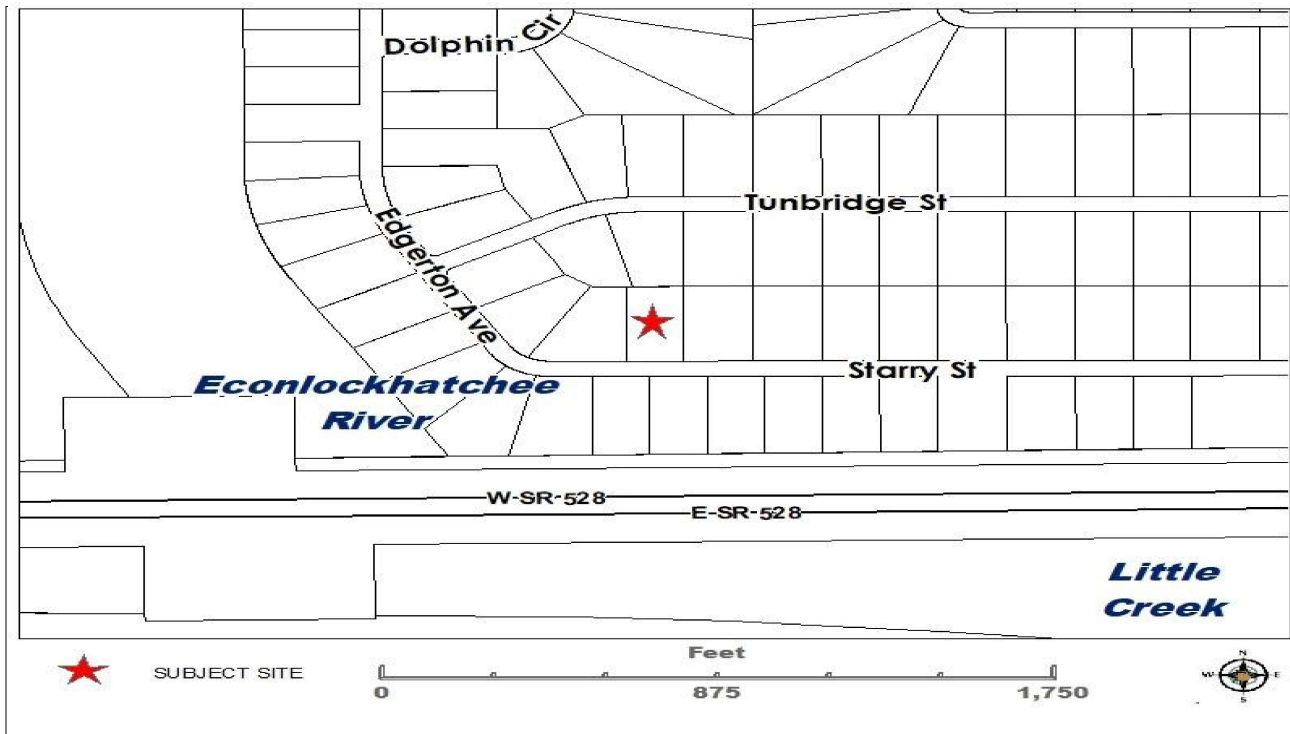 Dolphin Cir
Tunbridge St
Edgerton Ave
Starry St
Econlockhatchee
River
W-SR-528
E-SR-528
Little
Creek
SUBJECT SITE
Feet
0 875 1,750
N
W E
S